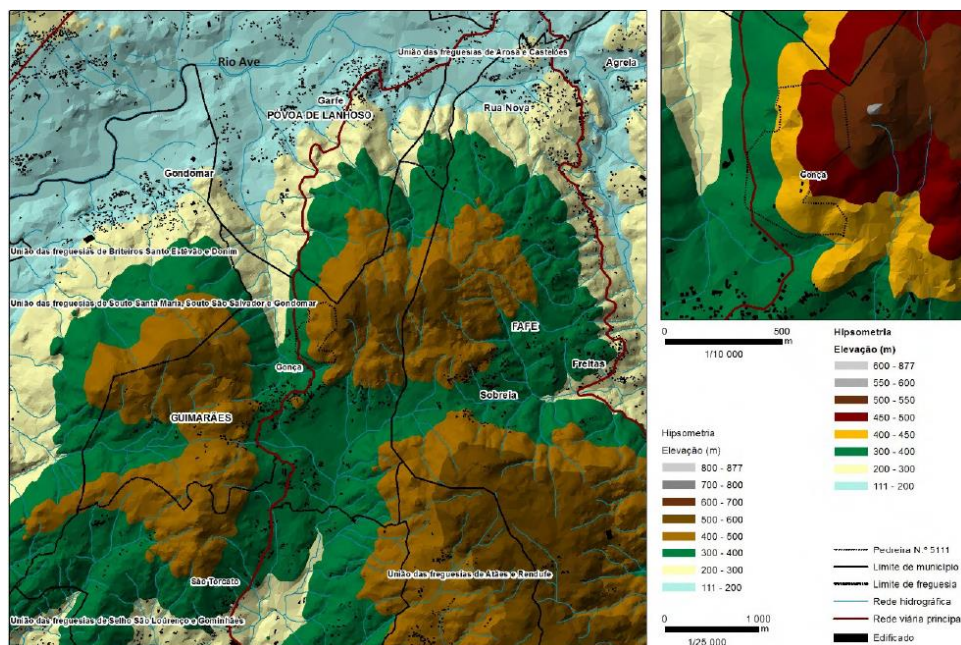 Rio Ave
União das freguesias de Arosa e Castelões
Agrela
Garfe
PÓVOA DE LANHOSO
Rua Nova
Gondomar
União das freguesias de Briteiros Santo Estêvão e Donim
União das freguesias de Souto Santa Maria, Souto São Salvador e Gondomar
FAFE
Freitas
Gonça
Sobreia
GUIMARÃES
União das freguesias de Atães e Rendufe
São Torcato
União das freguesias de Selho São Lourenço e Gominhães
Gonça
0 500
m
1/10 000
Hipsometria
Elevação (m)
600 - 877
550 - 600
500 - 550
450 - 500
400 - 450
300 - 400
200 - 300
111 - 200
Hipsometria
Elevação (m)
800 - 877
700 - 800
600 - 700
500 - 600
400 - 500
300 - 400
200 - 300
111 - 200
0 1 000
m
1/25 000
Pedreira N.º 5111
Limite de município
Limite de freguesia
Rede hidrográfica
Rede viária principa
Edificado